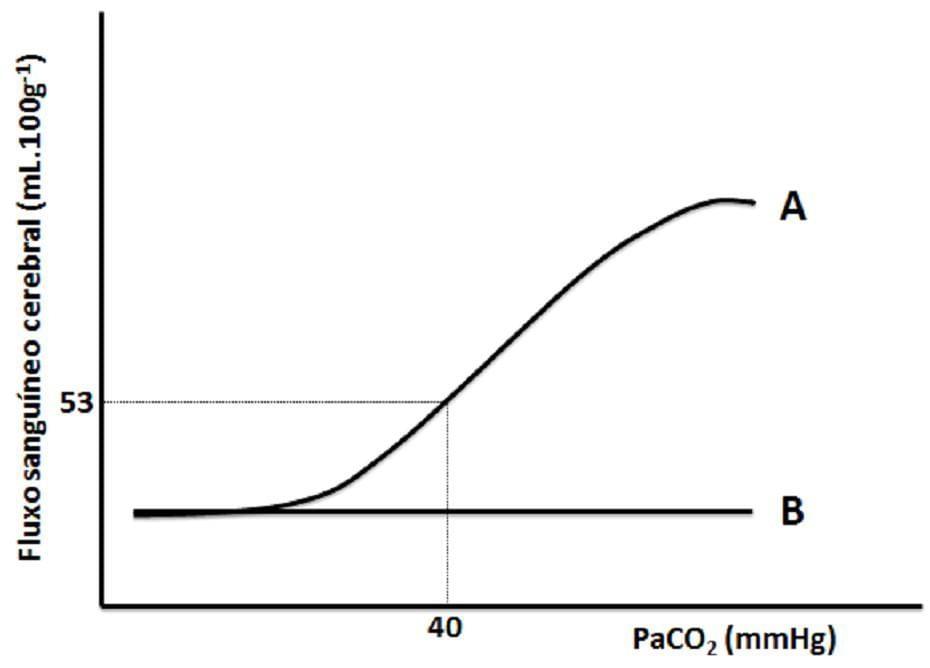 Fluxo sanguíneo cerebral (mL.100g⁻¹)
A
53
B
40
PaCO₂ (mmHg)